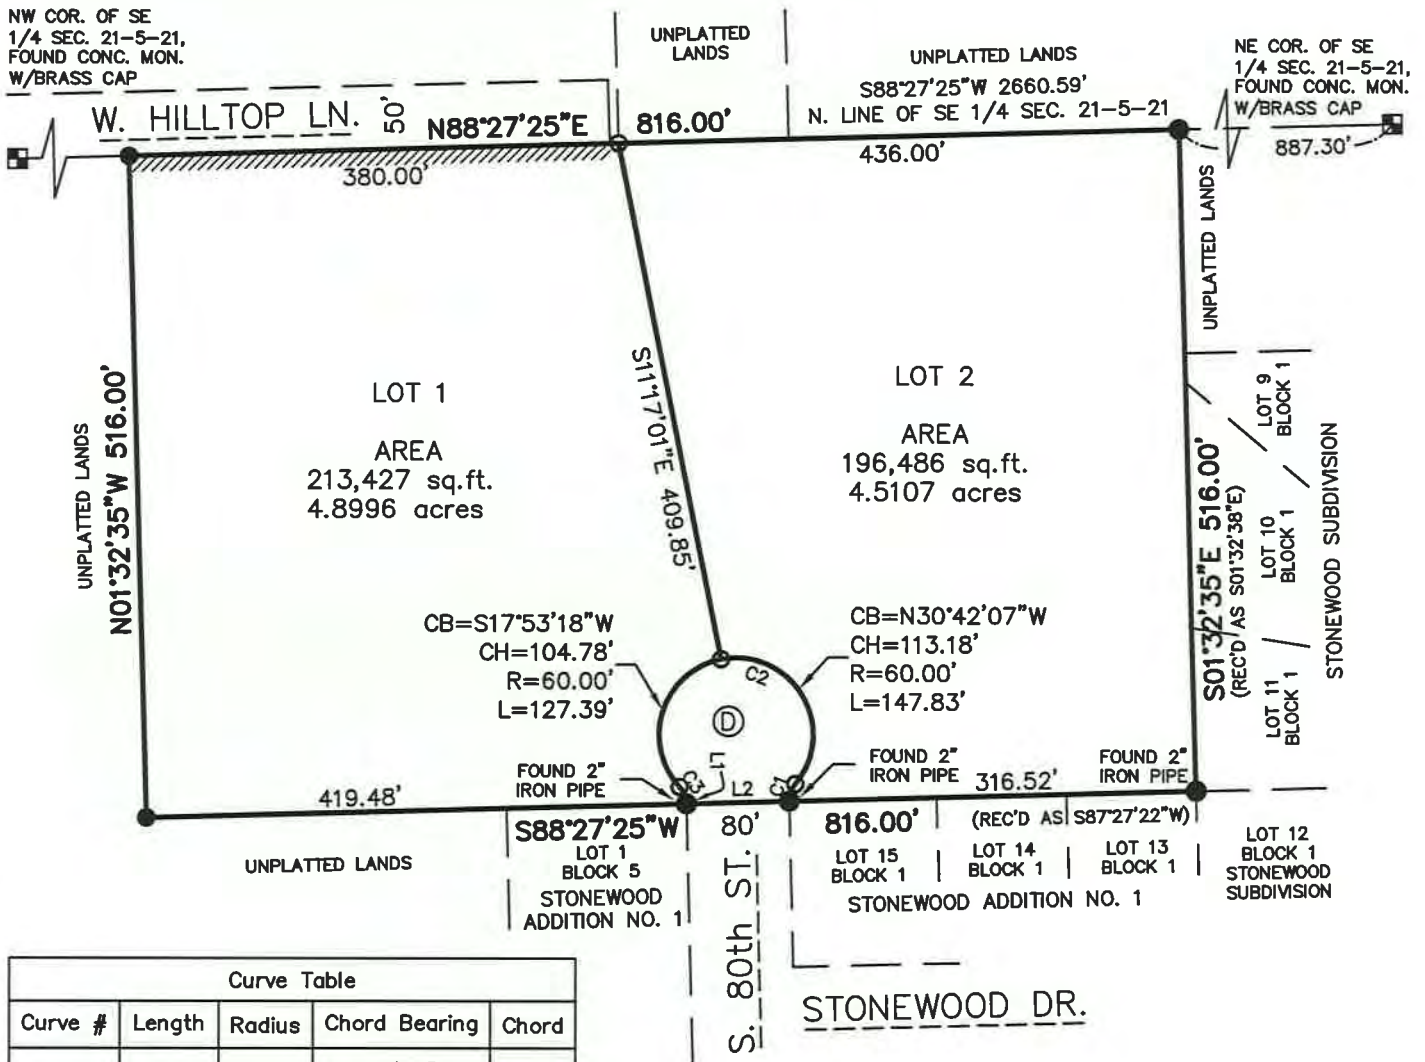 NW COR. OF SE
1/4 SEC. 21-5-21,
FOUND CONC. MON.
W/BRASS CAP
UNPLATTED
LANDS
UNPLATTED LANDS
S88°27'25"W 2660.59'
N. LINE OF SE 1/4 SEC. 21-5-21
NE COR. OF SE
1/4 SEC. 21-5-21,
FOUND CONC. MON.
W/BRASS CAP
887.30'
W. HILLTOP LN.
50'
N88°27'25"E
816.00'
380.00'
436.00'
UNPLATTED LANDS
N01°32'35"W 516.00'
LOT 1
AREA
213,427 sq.ft.
4.8996 acres
S11°17'01"E 409.85'
LOT 2
AREA
196,486 sq.ft.
4.5107 acres
UNPLATTED LANDS
S01°32'35"E 516.00'
(REC'D AS S01°32'38"E)
LOT 9
BLOCK 1
LOT 10
BLOCK 1
LOT 11
BLOCK 1
STONEWOOD SUBDIVISION
CB=S17°53'18"W
CH=104.78'
R=60.00'
L=127.39'
CB=N30°42'07"W
CH=113.18'
R=60.00'
L=147.83'
C2
D
L1
C3
L2
FOUND 2"
IRON PIPE
FOUND 2"
IRON PIPE
FOUND 2"
IRON PIPE
419.48'
316.52'
S88°27'25"W
80'
816.00'
(REC'D AS S87°27'22"W)
UNPLATTED LANDS
LOT 1
BLOCK 5
STONEWOOD
ADDITION NO. 1
LOT 15
BLOCK 1
LOT 14
BLOCK 1
LOT 13
BLOCK 1
STONEWOOD ADDITION NO. 1
LOT 12
BLOCK 1
STONEWOOD
SUBDIVISION
S. 80th ST.
STONEWOOD DR.
Curve Table
Curve # Length Radius Chord Bearing Chord